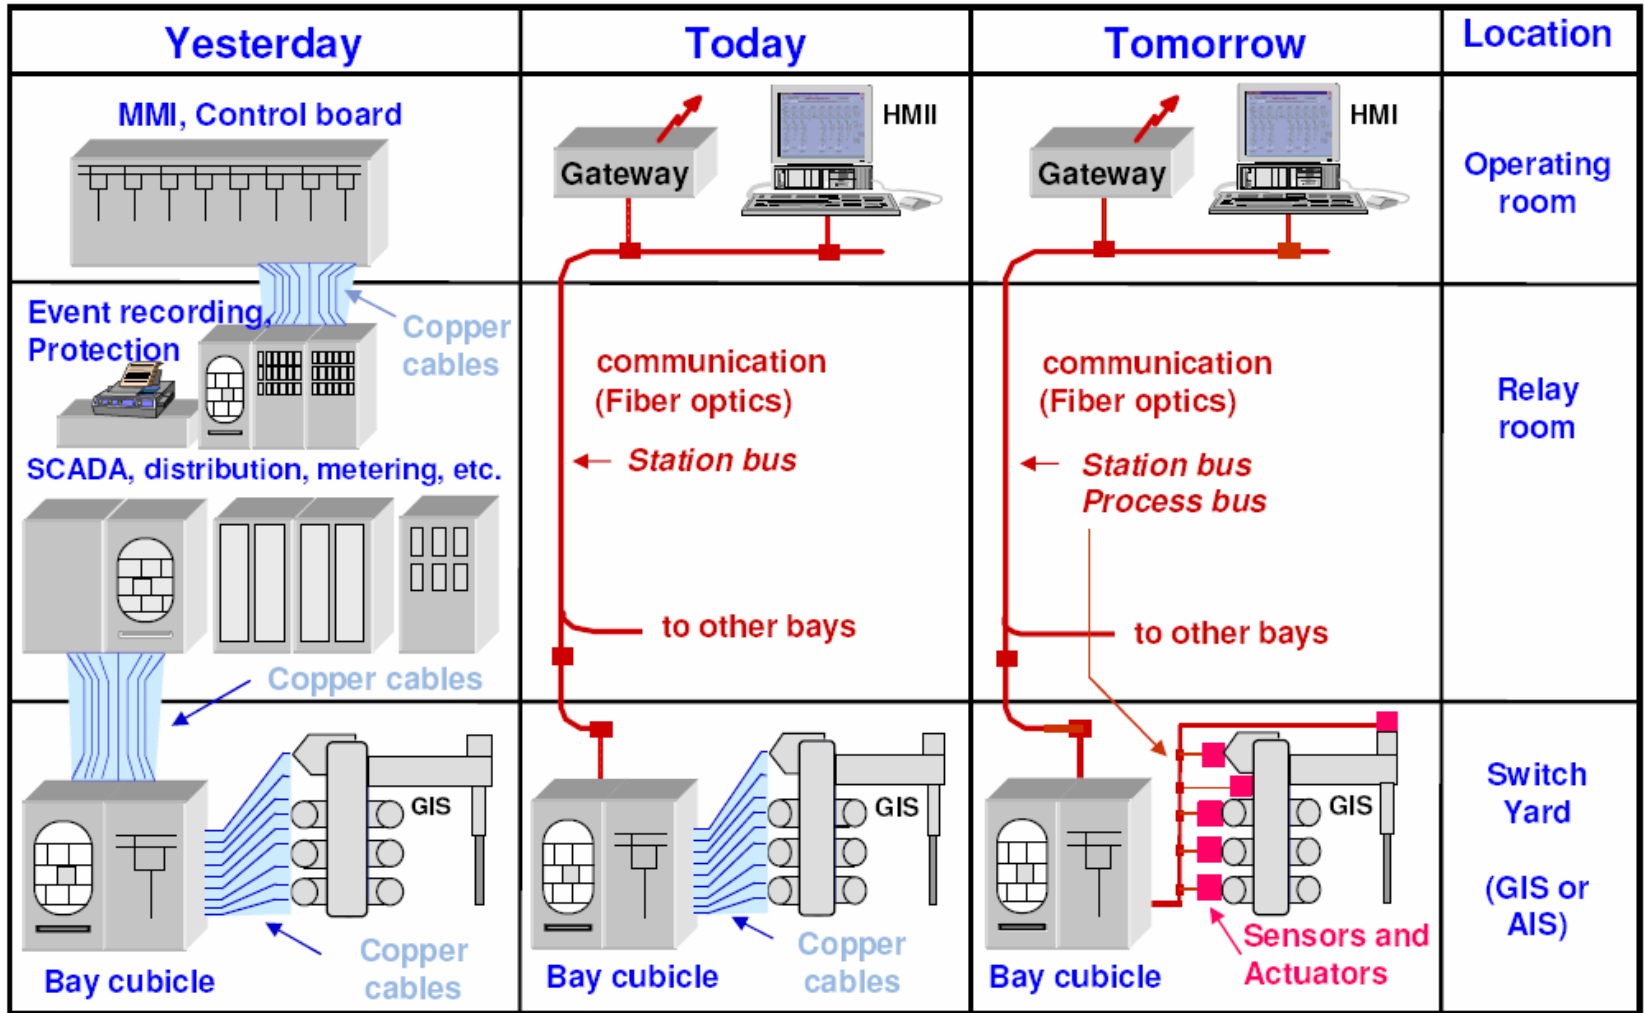 Yesterday
Today
Tomorrow
Location
MMI, Control board
Gateway
HMII
Gateway
HMI
Operating
room
Event recording,
Protection
Copper
cables
SCADA, distribution, metering, etc.
Copper cables
communication
(Fiber optics)
Station bus
to other bays
communication
(Fiber optics)
Station bus
Process bus
to other bays
Relay
room
GIS
Copper
cables
Bay cubicle
GIS
Copper
cables
Bay cubicle
GIS
Sensors and
Actuators
Bay cubicle
Switch
Yard
(GIS or
AIS)